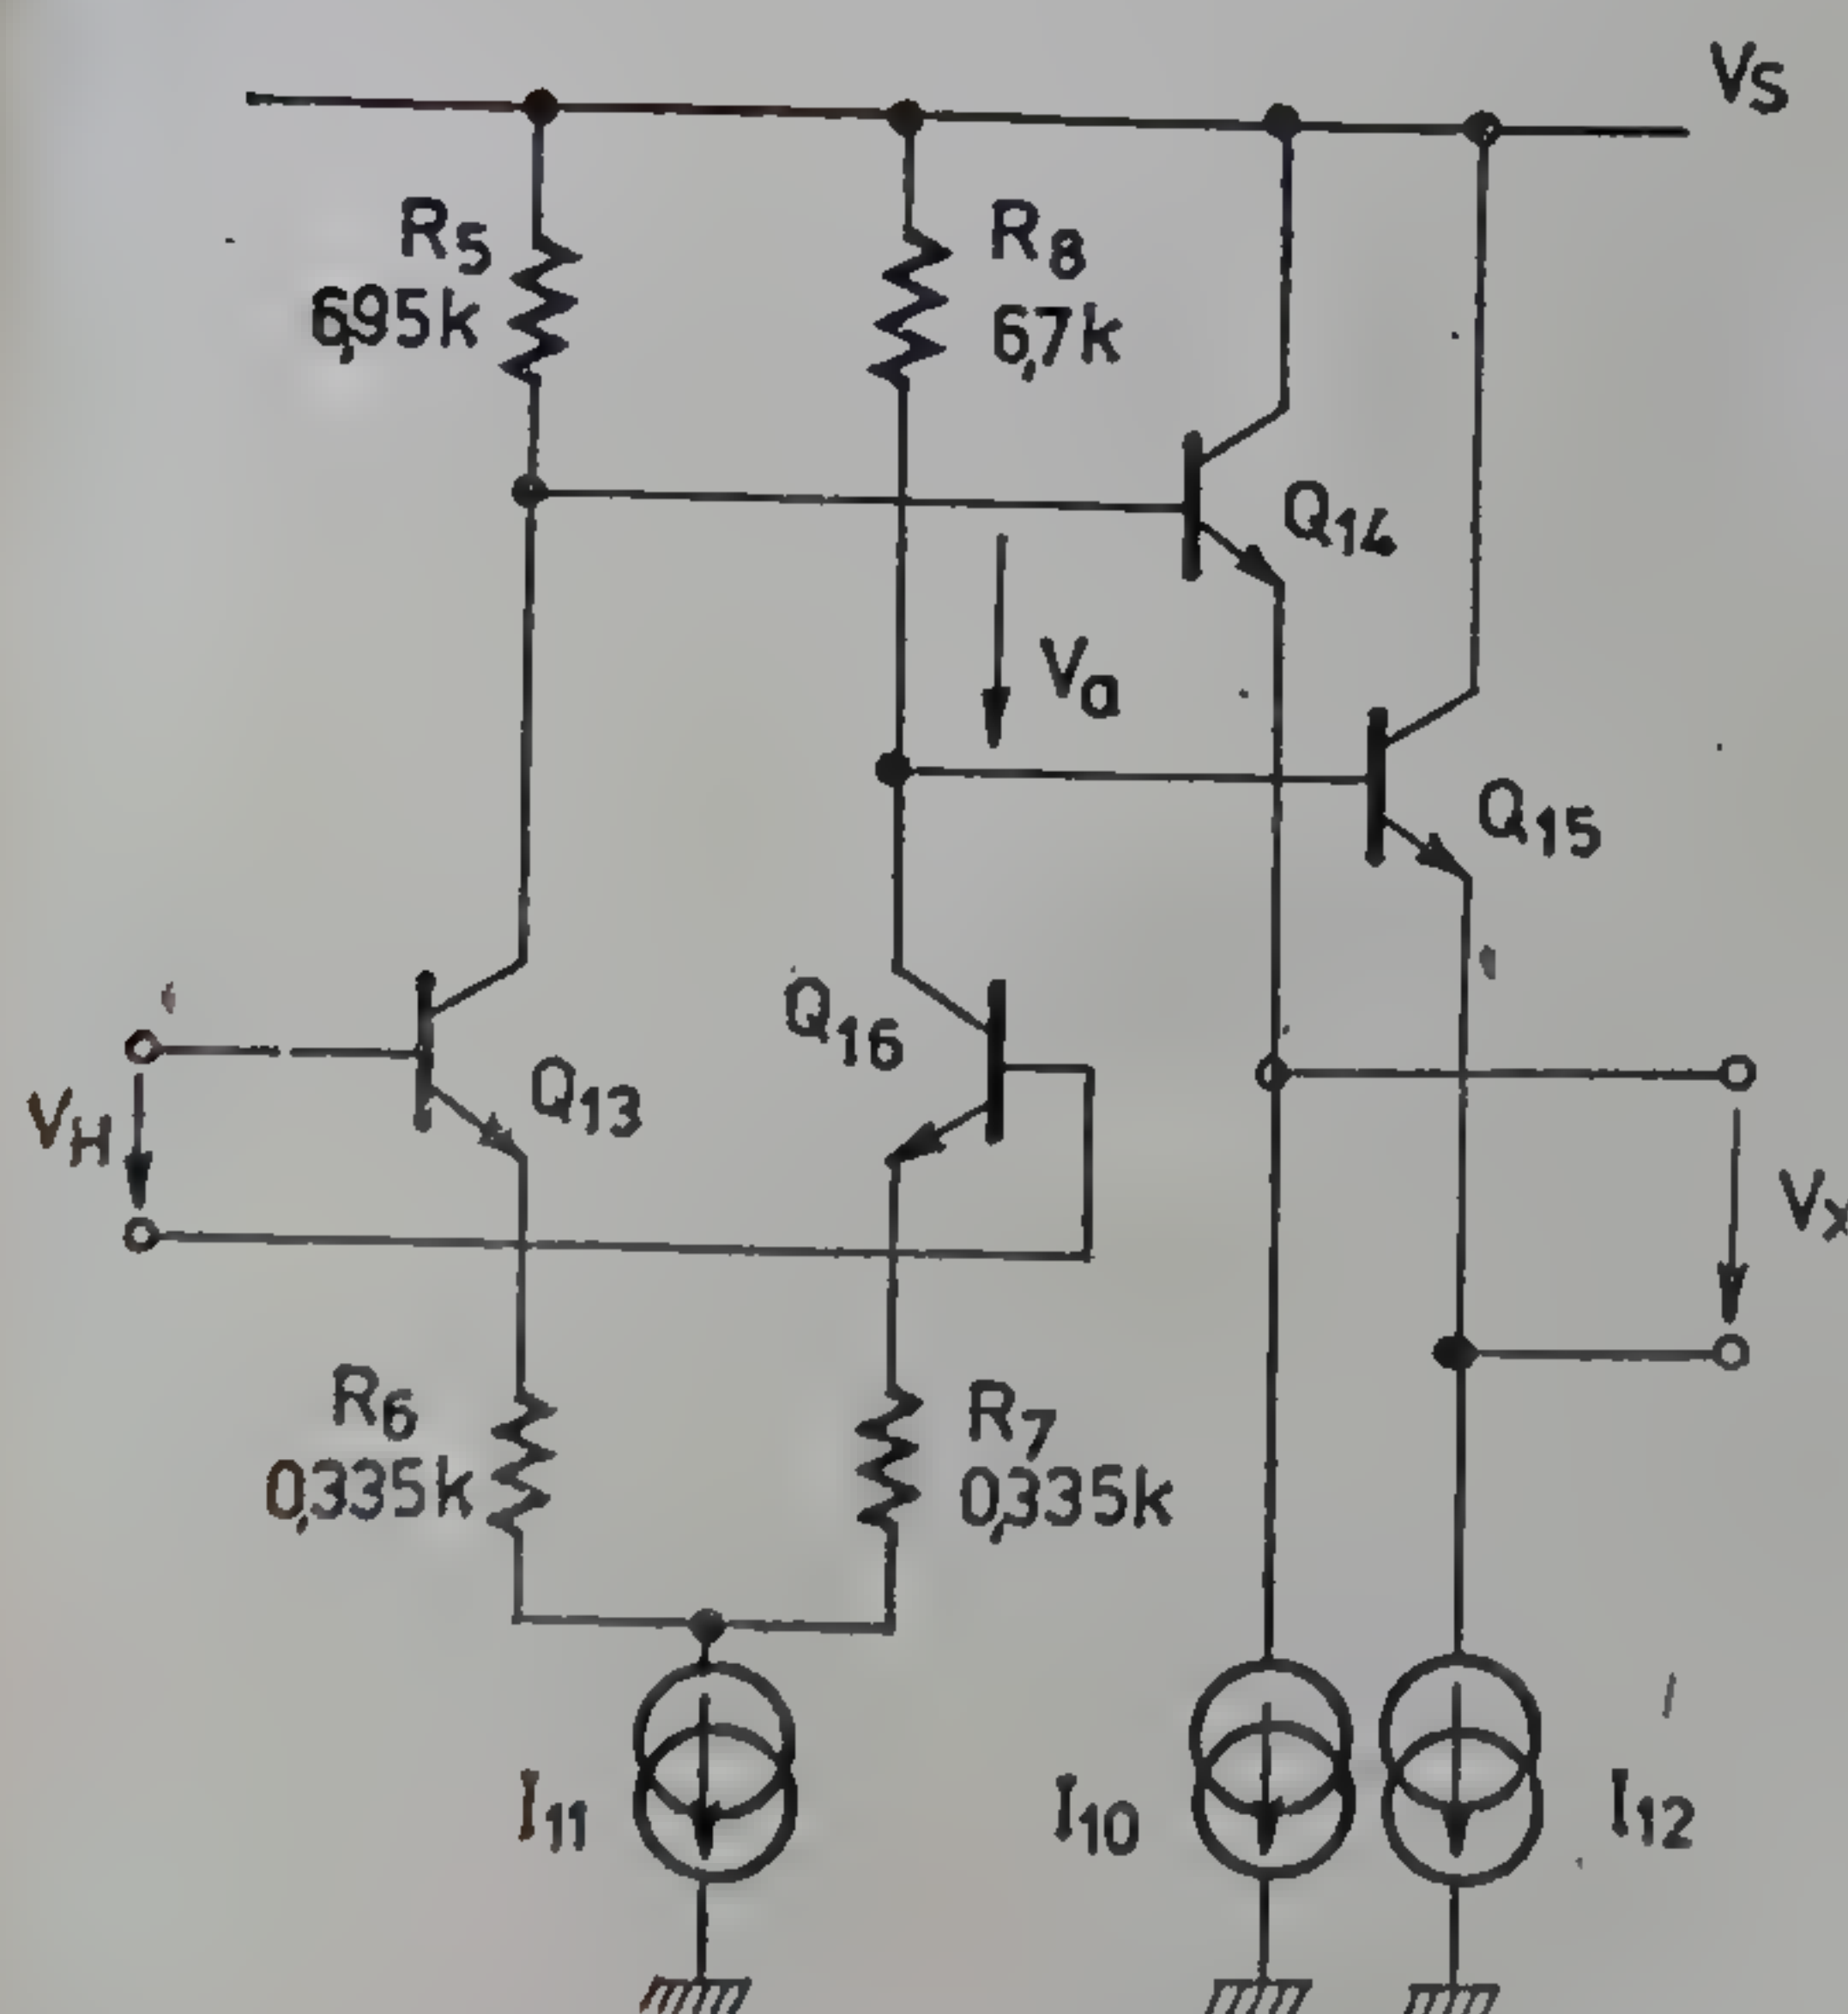 VS
R5
6,95k
R8
6,7k
Q14
Va
Q15
Q16
Q13
VH
Vx
R6
0,335k
R7
0,335k
I11
I10
I12